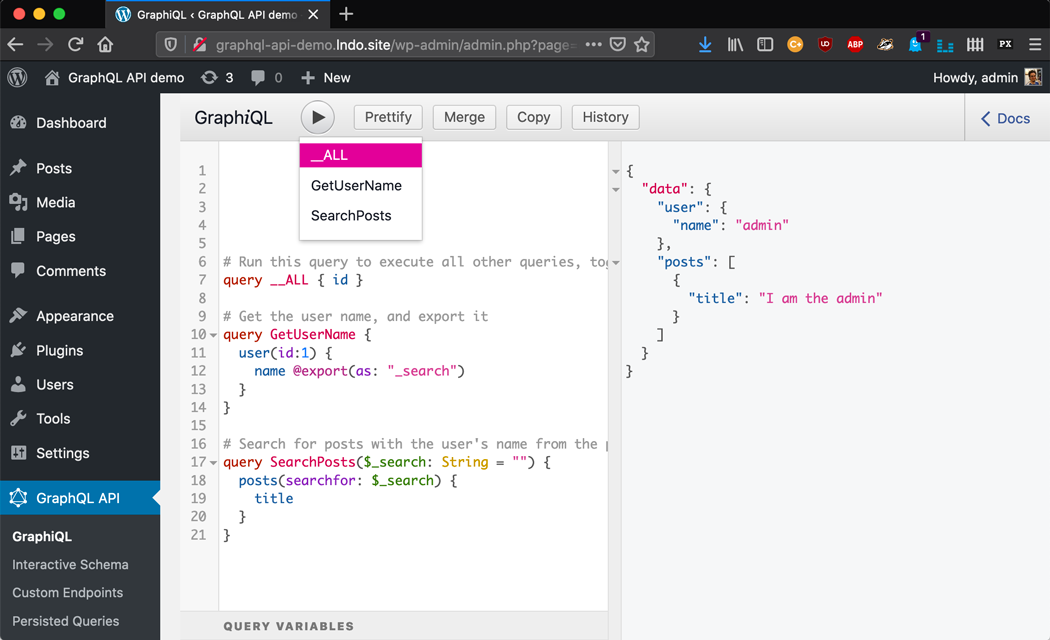 GraphiQL ‹ GraphQL API demo
graphql-api-demo.lndo.site/wp-admin/admin.php?page=
UO
ABP
1
PX
GraphQL API demo
3
0
New
Howdy, admin
Dashboard
Posts
Media
Pages
Comments
Appearance
Plugins
Users
Tools
Settings
GraphQL API
GraphiQL
Interactive Schema
Custom Endpoints
Persisted Queries
GraphiQL
Prettify
Merge
Copy
History
Docs
__ALL
GetUserName
SearchPosts
1
2
3
4
5
6 # Run this query to execute all other queries, tog
7 query __ALL { id }
8
9 # Get the user name, and export it
10 query GetUserName {
11 user(id:1) {
12 name @export(as: "_search")
13 }
14 }
15
16 # Search for posts with the user's name from the
17 query SearchPosts($_search: String = "") {
18 posts(searchfor: $_search) {
19 title
20 }
21 }
QUERY VARIABLES
{
"data": {
"user": {
"name": "admin"
},
"posts": [
{
"title": "I am the admin"
}
]
}
}